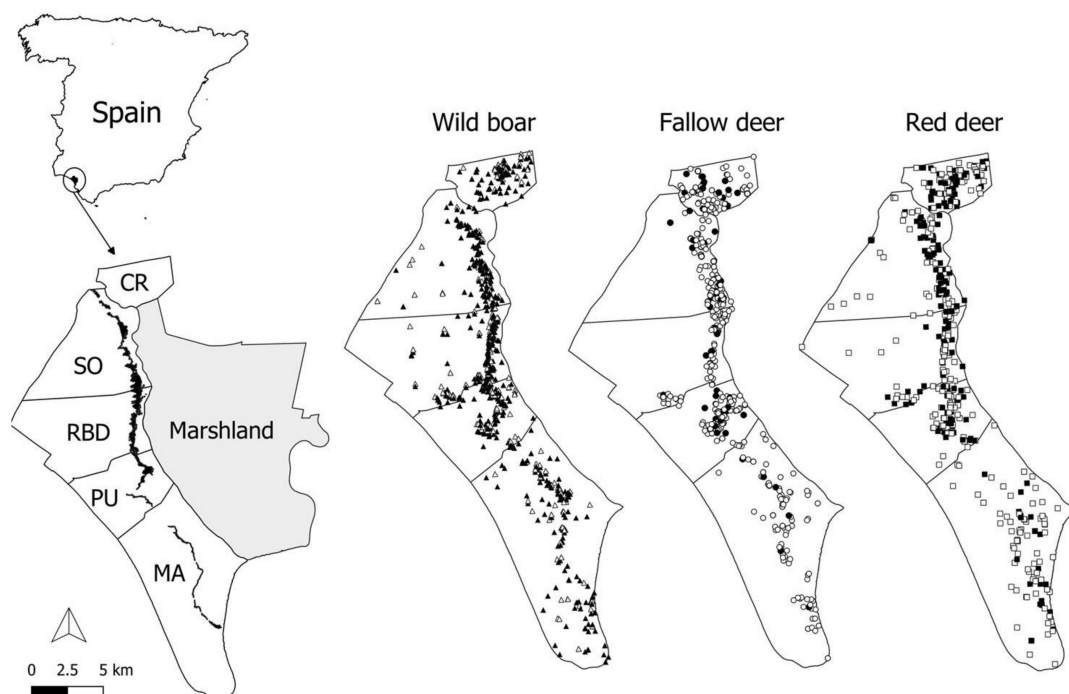 Spain
Wild boar
Fallow deer
Red deer
CR
SO
RBD
Marshland
PU
MA
0 2.5 5 km